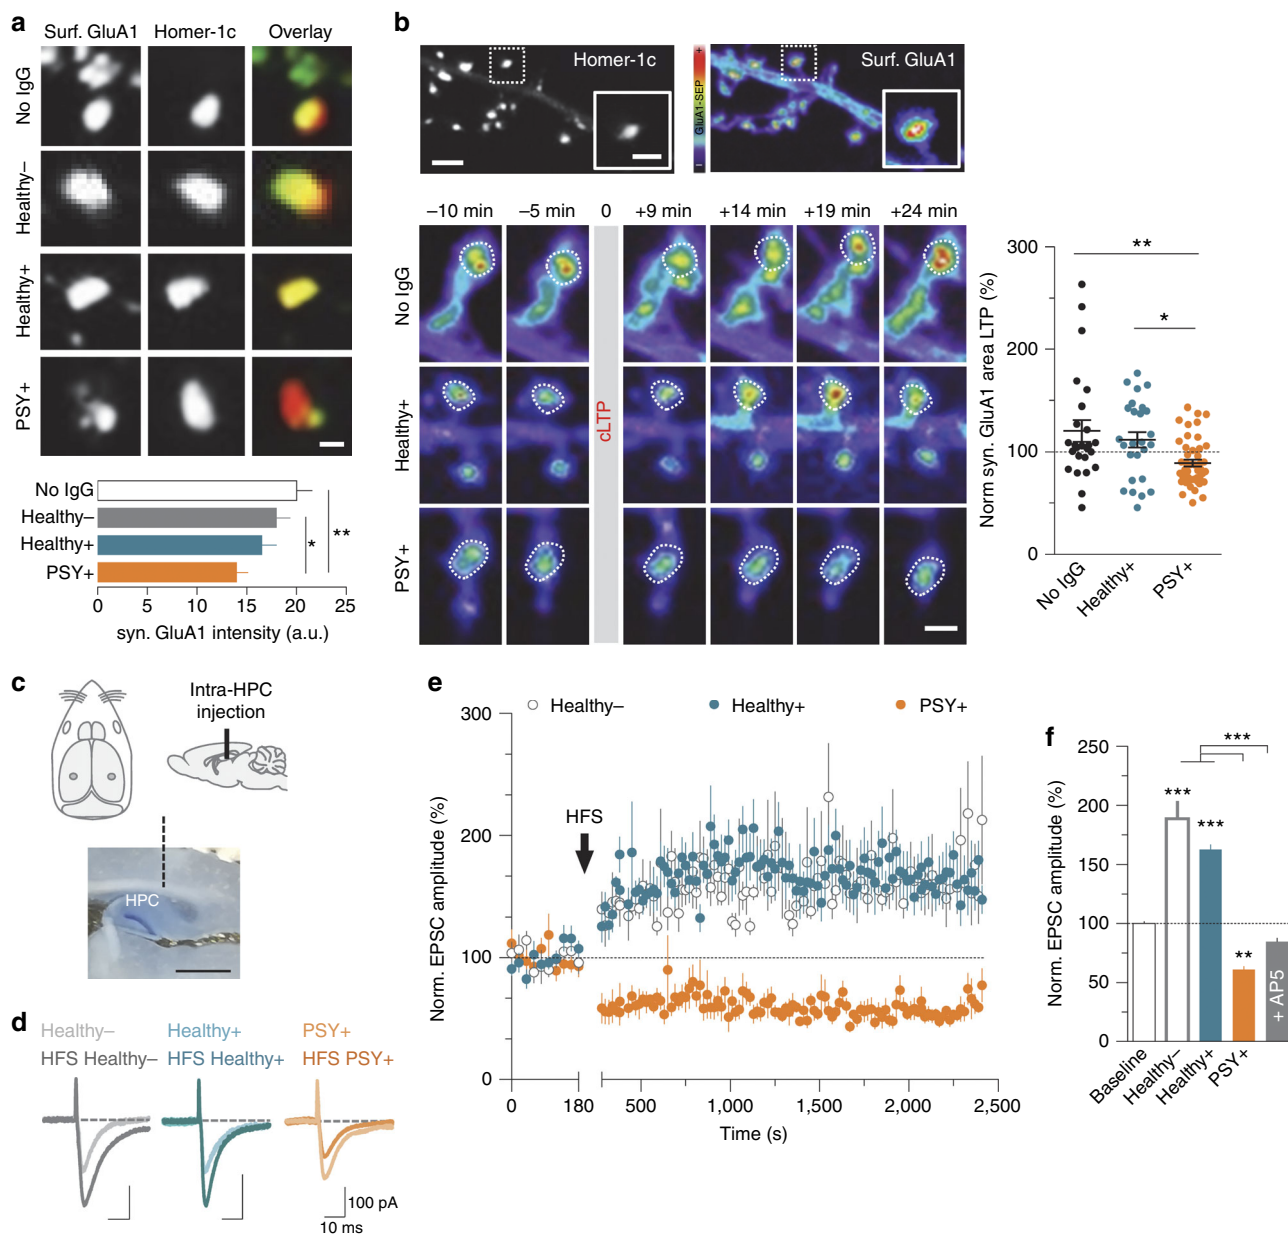 a
Surf. GluA1 Homer-1c Overlay
No IgG
Healthy–
Healthy+
PSY+
No IgG
Healthy–
Healthy+
PSY+
* **
0 5 10 15 20 25
syn. GluA1 intensity (a.u.)
b
Homer-1c
+
GluA1-SEP
–
Surf. GluA1
–10 min –5 min 0 +9 min +14 min +19 min +24 min
No IgG
Healthy+
PSY+
cLTP
Norm syn. GluA1 area LTP (%)
300
200
100
0
**
*
No IgG Healthy+ PSY+
c
Intra-HPC
injection
HPC
d
Healthy– Healthy+ PSY+
HFS Healthy– HFS Healthy+ HFS PSY+
100 pA
10 ms
e
Healthy– Healthy+ PSY+
HFS
Norm. EPSC amplitude (%)
300
200
100
0
0 180 500 1,000 1,500 2,000 2,500
Time (s)
f
Norm. EPSC amplitude (%)
250
200
150
100
50
0
***
***
***
**
+ AP5
Baseline Healthy– Healthy+ PSY+